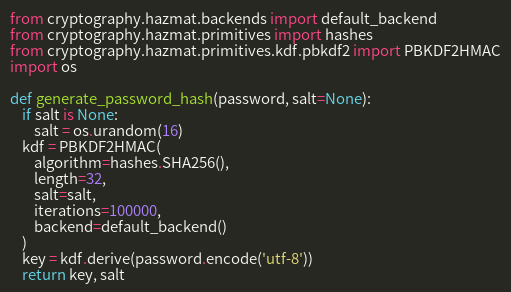 from cryptography.hazmat.backends import default_backend
from cryptography.hazmat.primitives import hashes
from cryptography.hazmat.primitives.kdf.pbkdf2 import PBKDF2HMAC
import os

def generate_password_hash(password, salt=None):
    if salt is None:
        salt = os.urandom(16)
    kdf = PBKDF2HMAC(
        algorithm=hashes.SHA256(),
        length=32,
        salt=salt,
        iterations=100000,
        backend=default_backend()
    )
    key = kdf.derive(password.encode('utf-8'))
    return key, salt